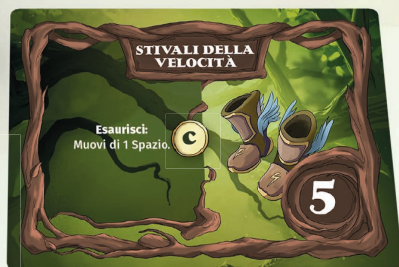 STIVALI DELLA
VELOCITÀ
Esaurisci:
Muovi di 1 Spazio.
C
5